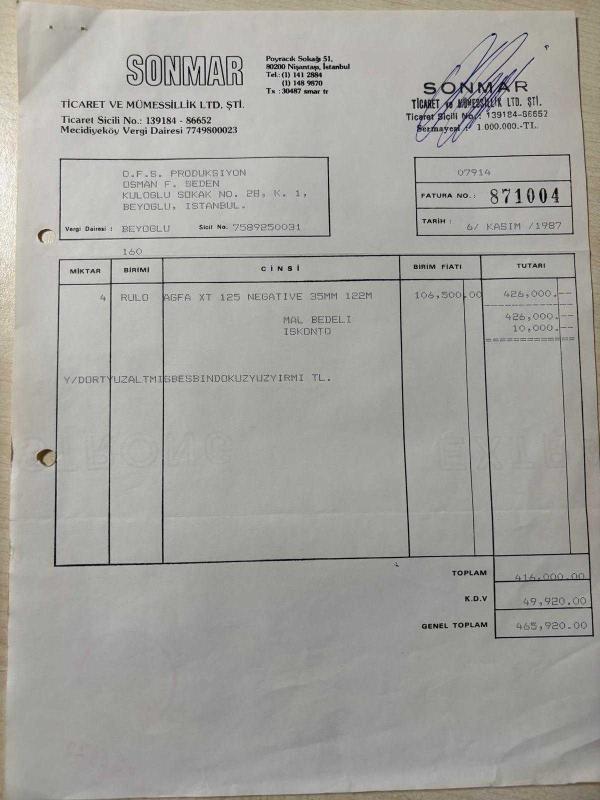 SONMAR
Poyracık Sokağı 51,
80200 Nişantaşı, İstanbul
Tel.: (1) 141 2884
(1) 148 9870
Tx : 30487 smar tr
TİCARET VE MÜMESSİLLİK LTD. ŞTİ.
Ticaret Sicili No.: 139184 - 86652
Mecidiyeköy Vergi Dairesi 7749800023
SONMAR
TİCARET ve MÜMESSİLLİK LTD. ŞTİ.
Ticaret Sicili No.: 139184-86652
Sermayesi : 1.000.000.-TL.
O.F.S. PRODUKSIYON
OSMAN F. SEDEN
KULOGLU SOKAK NO. 28, K. 1,
BEYOGLU, ISTANBUL.
Vergi Dairesi : BEYOGLU Sicil No. 7589250031
07914
FATURA NO.: 871004
TARİH : 6/ KASIM /1987
160
MİKTAR BİRİMİ CİNSİ BİRİM FİATI TUTARI
4 RULO AGFA XT 125 NEGATIVE 35MM 122M 106,500.00 426,000.--
MAL BEDELI 426,000.--
ISKONTO 10,000.--
Y/DORTYUZALTMISBESBINDOKUZYUZYIRMI TL.
STRONG EXTRA
TOPLAM 416,000.00
K.D.V 49,920.00
GENEL TOPLAM 465,920.00